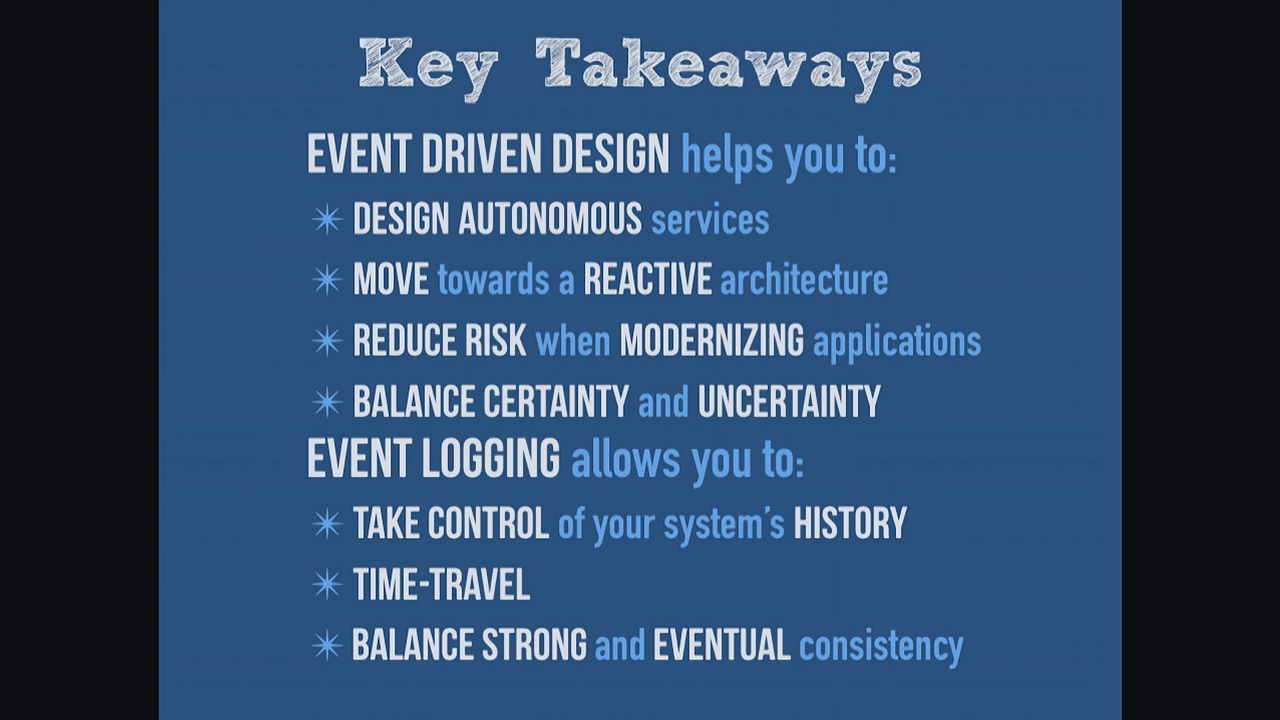 Key Takeaways
EVENT DRIVEN DESIGN helps you to:
DESIGN AUTONOMOUS services
MOVE towards a REACTIVE architecture
REDUCE RISK when MODERNIZING applications
BALANCE CERTAINTY and UNCERTAINTY
EVENT LOGGING allows you to:
TAKE CONTROL of your system's HISTORY
TIME-TRAVEL
BALANCE STRONG and EVENTUAL consistency